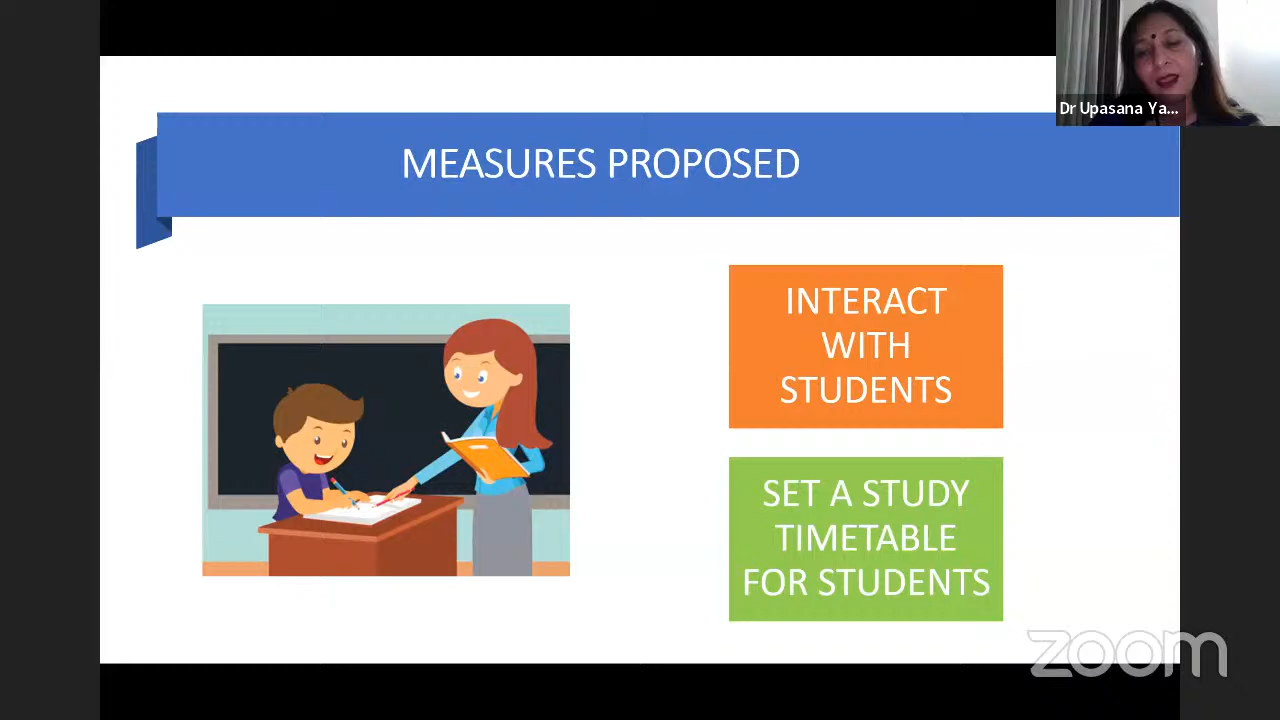 Dr Upasana Ya...
MEASURES PROPOSED
INTERACT
WITH
STUDENTS
SET A STUDY
TIMETABLE
FOR STUDENTS
zoom